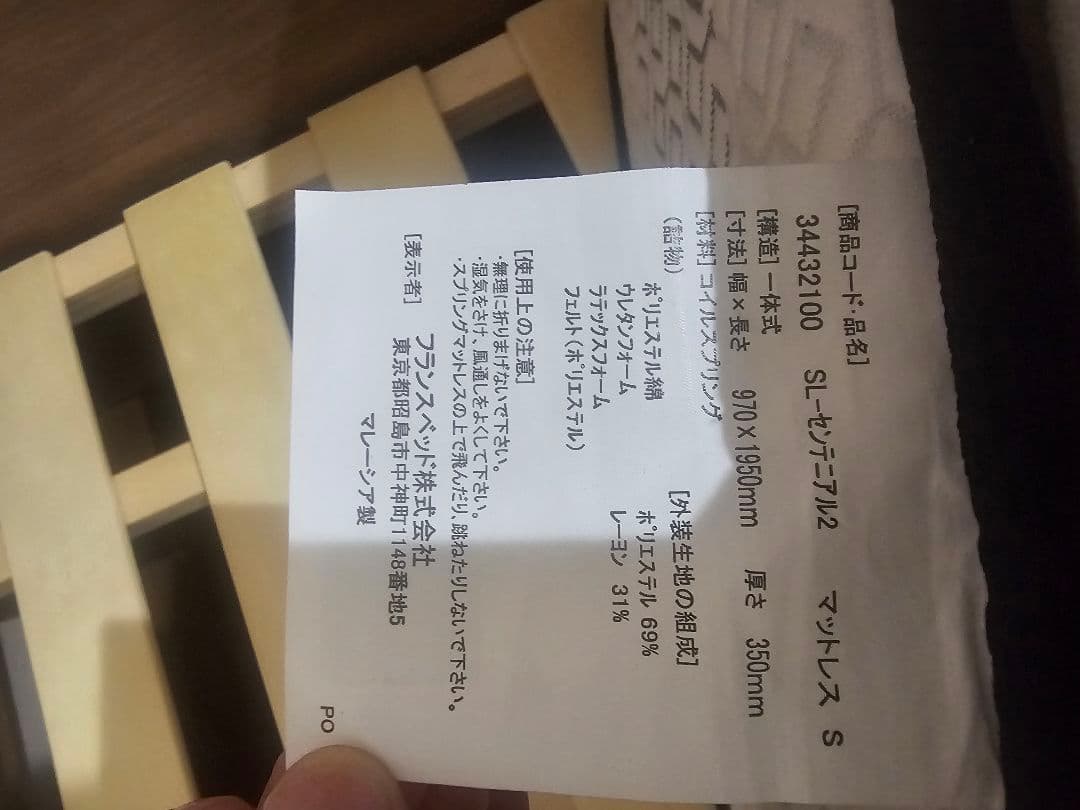 [商品コード・品名]
34432100 SLーセンテニアル2 マットレス S
[構造] 一体式
[寸法] 幅×長さ 970×1950mm 厚さ 350mm
[材料] コイルスプリング
(詰物)
ポリエステル綿
ウレタンフォーム
ラテックスフォーム
フェルト(ポリエステル)
[外装生地の組成]
ポリエステル 69%
レーヨン 31%
[使用上の注意]
・無理に折りまげないで下さい。
・湿気をさけ、風通しをよくして下さい。
・スプリングマットレスの上で飛んだり、跳ねたりしないで下さい。
[表示者] フランスベッド株式会社
東京都昭島市中神町1148番地5
マレーシア製
PO